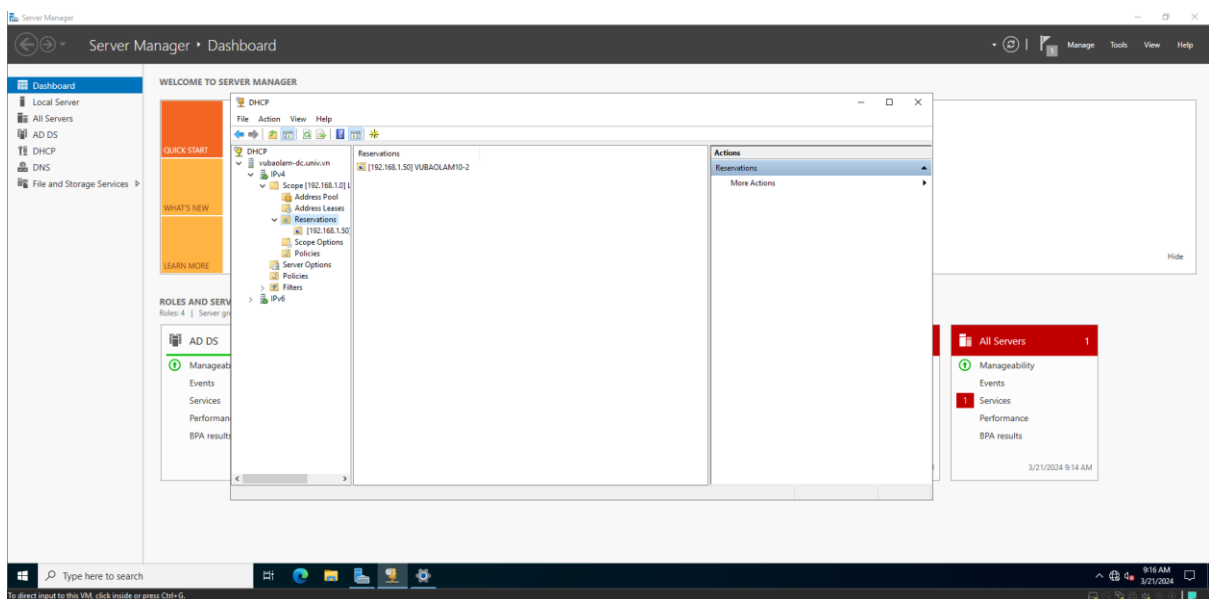 Server Manager
Server Manager • Dashboard
1
Manage Tools View Help
Dashboard
Local Server
All Servers
AD DS
DHCP
DNS
File and Storage Services
WELCOME TO SERVER MANAGER
QUICK START
WHAT'S NEW
LEARN MORE
Hide
ROLES AND SERV
Roles: 4 | Server gr
AD DS
Manageab
Events
Services
Performan
BPA results
DHCP
File Action View Help
DHCP
vubaolam-dc.univ.vn
IPv4
Scope [192.168.1.0] L
Address Pool
Address Leases
Reservations
[192.168.1.50]
Scope Options
Policies
Server Options
Policies
Filters
IPv6
Reservations
[192.168.1.50] VUBAOLAM10-2
Actions
Reservations
More Actions
All Servers 1
Manageability
Events
1 Services
Performance
BPA results
3/21/2024 9:14 AM
Type here to search
9:16 AM
3/21/2024
To direct input to this VM, click inside or press Ctrl+G.